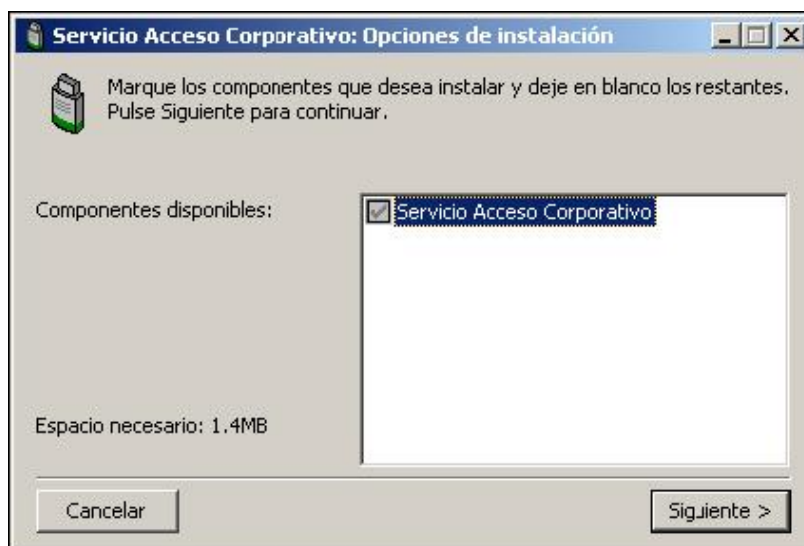 Servicio Acceso Corporativo: Opciones de instalación
Marque los componentes que desea instalar y deje en blanco los restantes.
Pulse Siguiente para continuar.
Componentes disponibles:
Servicio Acceso Corporativo
Espacio necesario: 1.4MB
Cancelar
Siguiente >